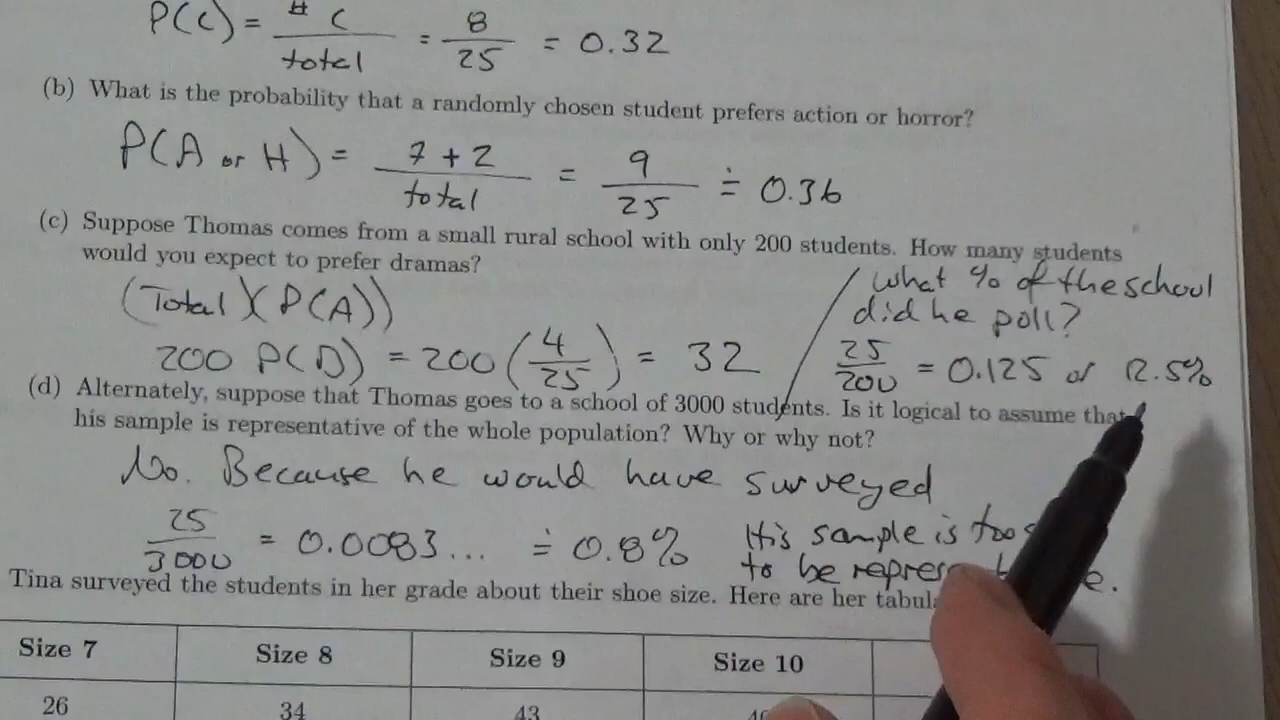 P(C) = # C / total = 8/25 = 0.32
(b) What is the probability that a randomly chosen student prefers action or horror?
P(A or H) = 7 + 2 / total = 9/25 ≐ 0.36
(c) Suppose Thomas comes from a small rural school with only 200 students. How many students
would you expect to prefer dramas?
(Total)(P(A))
200 P(D) = 200 (4/25) = 32
/ what % of the school
did he poll?
25/200 = 0.125 or 12.5%
(d) Alternately, suppose that Thomas goes to a school of 3000 students. Is it logical to assume that
his sample is representative of the whole population? Why or why not?
No. Because he would have surveyed
25/3000 = 0.0083... ≐ 0.8%
His sample is too
to be
Tina surveyed the students in her grade about their shoe size. Here are her
Size 7 Size 8 Size 9 Size 10
26 34 43